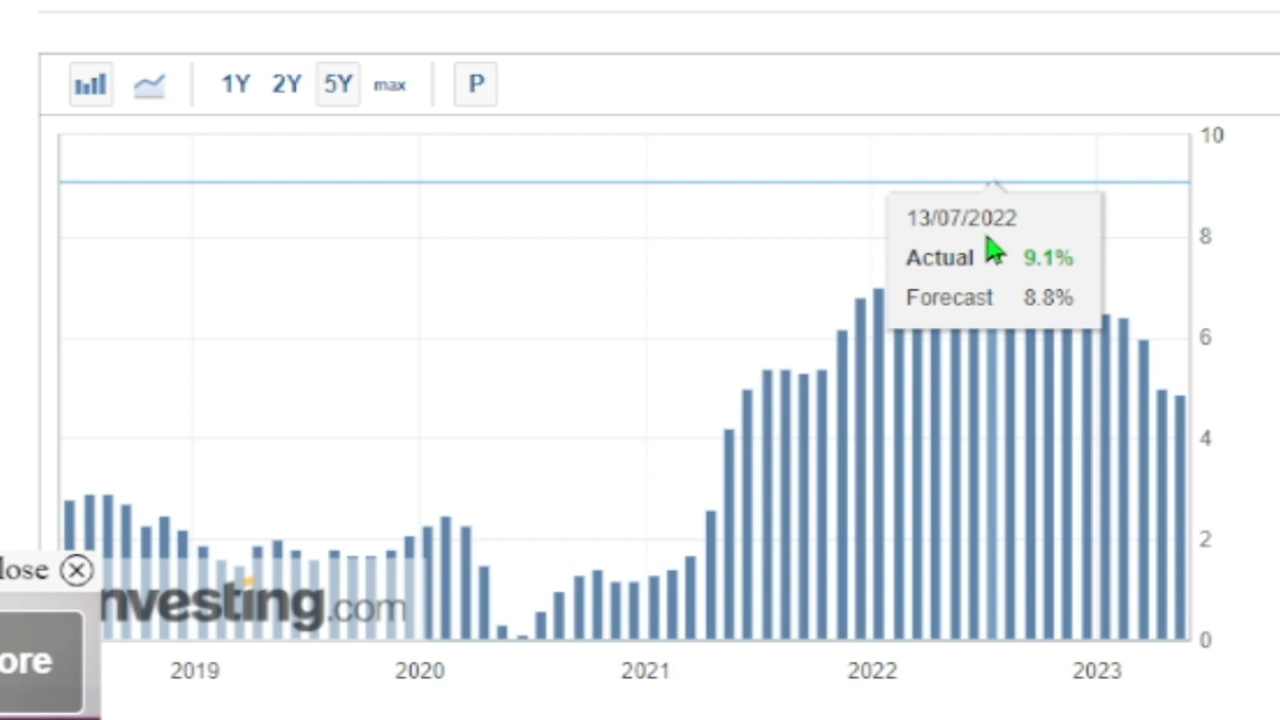 1Y 2Y 5Y max P
10
13/07/2022
8
Actual 9.1%
Forecast 8.8%
6
4
2
lose
nvesting.com
ore
0
2019 2020 2021 2022 2023